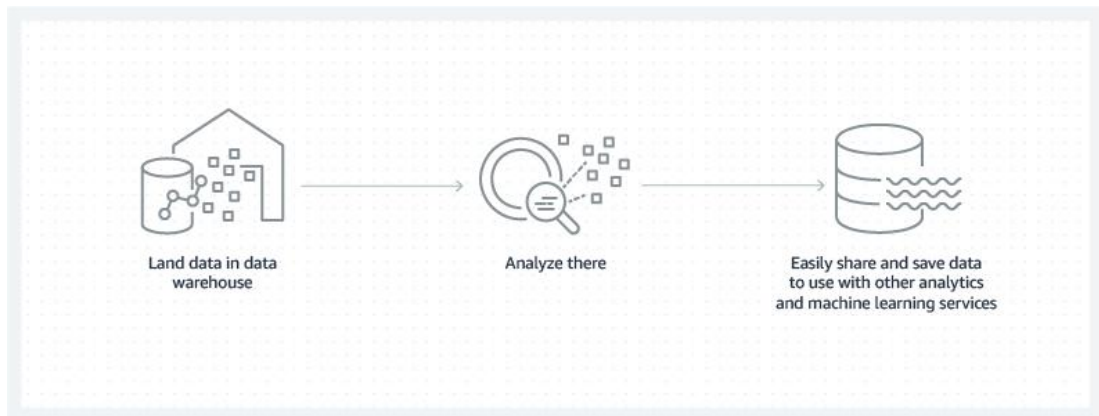 Land data in data
warehouse
Analyze there
Easily share and save data
to use with other analytics
and machine learning services